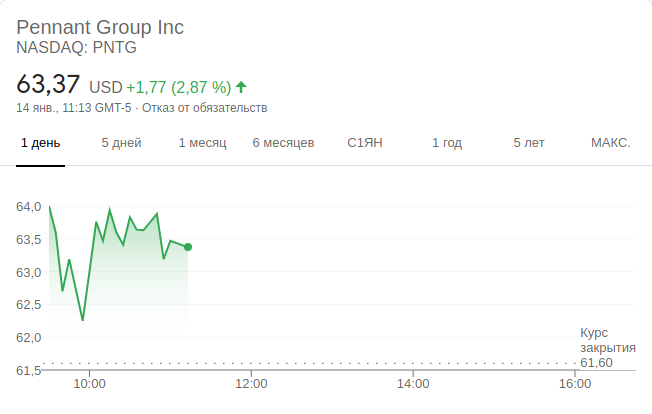 Pennant Group Inc
NASDAQ: PNTG
63,37 USD +1,77 (2,87 %)
14 янв., 11:13 GMT-5 · Отказ от обязательств
1 день 5 дней 1 месяц 6 месяцев С1ЯН 1 год 5 лет МАКС.
64,0
63,5
63,0
62,5
62,0
Курс
закрытия
61,60
61,5
10:00 12:00 14:00 16:00